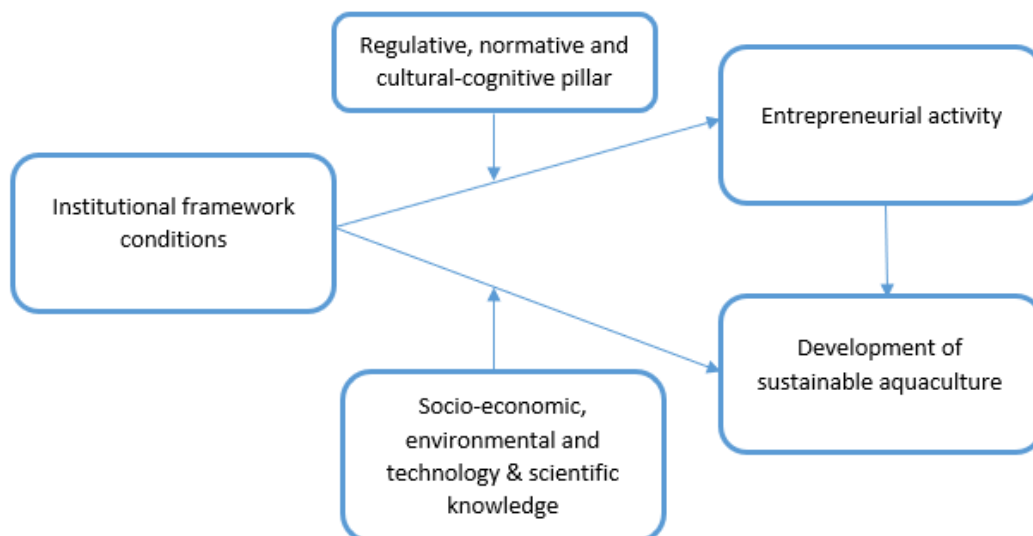 Regulative, normative and
cultural-cognitive pillar
Entrepreneurial activity
Institutional framework
conditions
Development of
sustainable aquaculture
Socio-economic,
environmental and
technology & scientific
knowledge